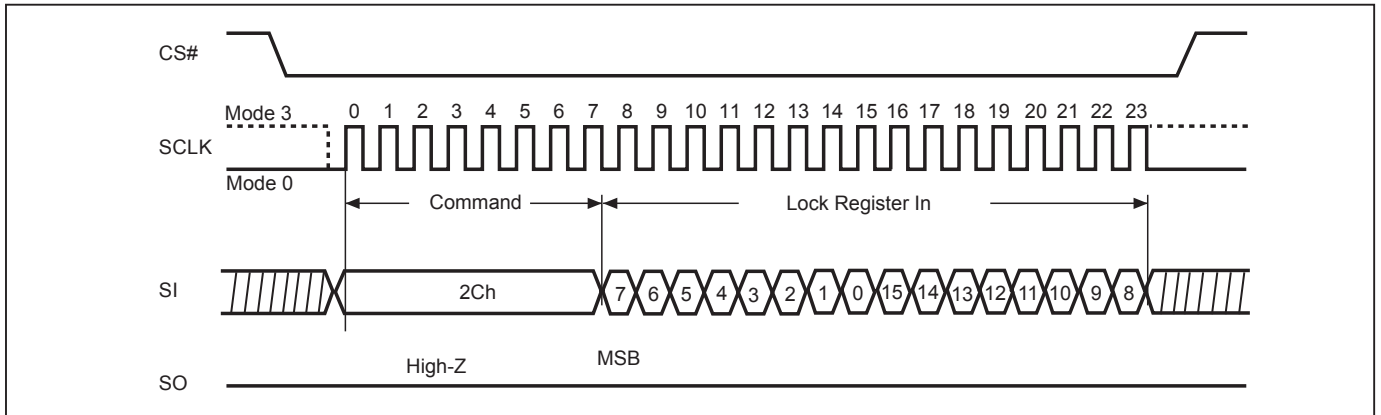 CS#
Mode 3
0 1 2 3 4 5 6 7 8 9 10 11 12 13 14 15 16 17 18 19 20 21 22 23
SCLK
Mode 0
Command
Lock Register In
SI
2Ch
7 6 5 4 3 2 1 0 15 14 13 12 11 10 9 8
High-Z
MSB
SO